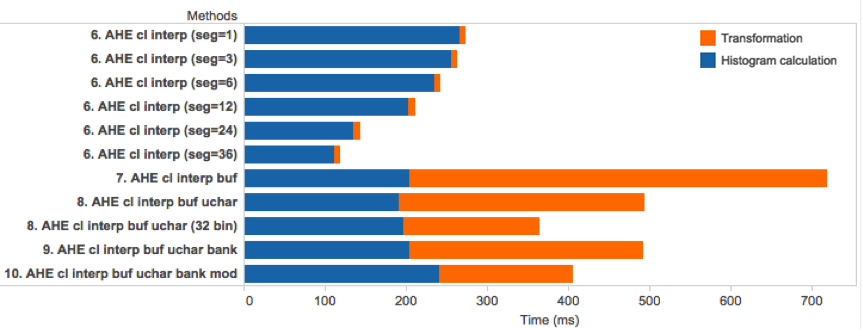 Methods
6. AHE cl interp (seg=1)
6. AHE cl interp (seg=3)
6. AHE cl interp (seg=6)
6. AHE cl interp (seg=12)
6. AHE cl interp (seg=24)
6. AHE cl interp (seg=36)
7. AHE cl interp buf
8. AHE cl interp buf uchar
8. AHE cl interp buf uchar (32 bin)
9. AHE cl interp buf uchar bank
10. AHE cl interp buf uchar bank mod
Transformation
Histogram calculation
0 100 200 300 400 500 600 700
Time (ms)